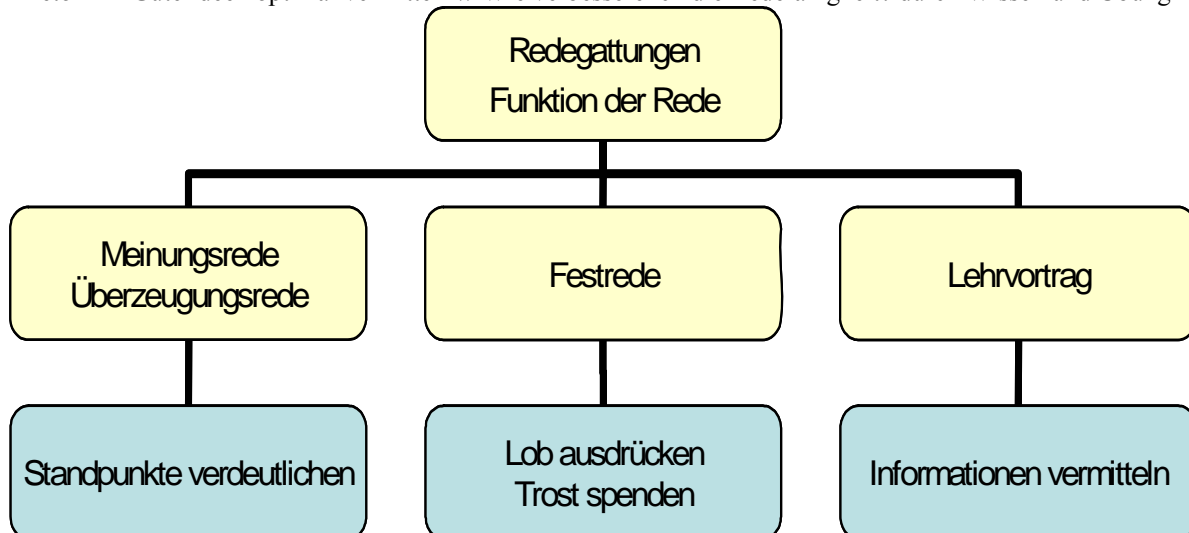 Redegattungen
Funktion der Rede
Meinungsrede
Überzeugungsrede
Festrede
Lehrvortrag
Standpunkte verdeutlichen
Lob ausdrücken
Trost spenden
Informationen vermitteln